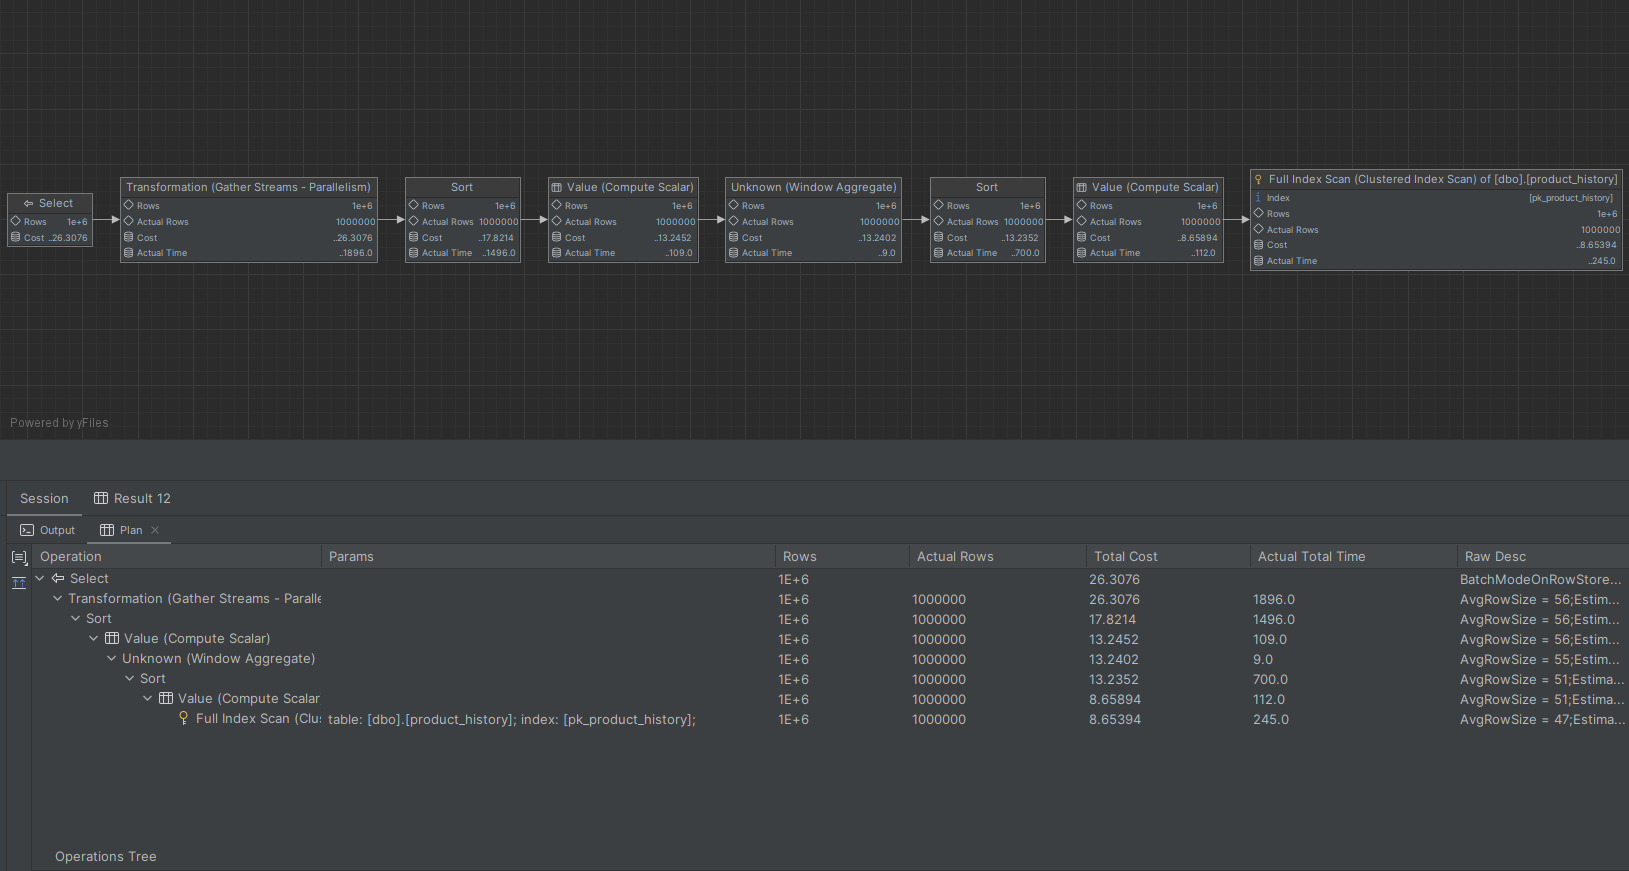 Select
Rows 1e+6
Cost ..26.3076
Transformation (Gather Streams - Parallelism)
Rows 1e+6
Actual Rows 1000000
Cost ..26.3076
Actual Time ..1896.0
Sort
Rows 1e+6
Actual Rows 1000000
Cost ..17.8214
Actual Time ..1496.0
Value (Compute Scalar)
Rows 1e+6
Actual Rows 1000000
Cost ..13.2452
Actual Time ..109.0
Unknown (Window Aggregate)
Rows 1e+6
Actual Rows 1000000
Cost ..13.2402
Actual Time ..9.0
Sort
Rows 1e+6
Actual Rows 1000000
Cost ..13.2352
Actual Time ..700.0
Value (Compute Scalar)
Rows 1e+6
Actual Rows 1000000
Cost ..8.65894
Actual Time ..112.0
Full Index Scan (Clustered Index Scan) of [dbo].[product_history]
Index [pk_product_history]
Rows 1e+6
Actual Rows 1000000
Cost ..8.65394
Actual Time ..245.0
Powered by yFiles
Session Result 12
Output Plan
Operation Params Rows Actual Rows Total Cost Actual Total Time Raw Desc
Select 1E+6 26.3076 BatchModeOnRowStore...
Transformation (Gather Streams - Paralle 1E+6 1000000 26.3076 1896.0 AvgRowSize = 56;Estim...
Sort 1E+6 1000000 17.8214 1496.0 AvgRowSize = 56;Estim...
Value (Compute Scalar) 1E+6 1000000 13.2452 109.0 AvgRowSize = 56;Estim...
Unknown (Window Aggregate) 1E+6 1000000 13.2402 9.0 AvgRowSize = 55;Estim...
Sort 1E+6 1000000 13.2352 700.0 AvgRowSize = 51;Estima...
Value (Compute Scalar 1E+6 1000000 8.65894 112.0 AvgRowSize = 51;Estima...
Full Index Scan (Clu: table: [dbo].[product_history]; index: [pk_product_history]; 1E+6 1000000 8.65394 245.0 AvgRowSize = 47;Estima...
Operations Tree